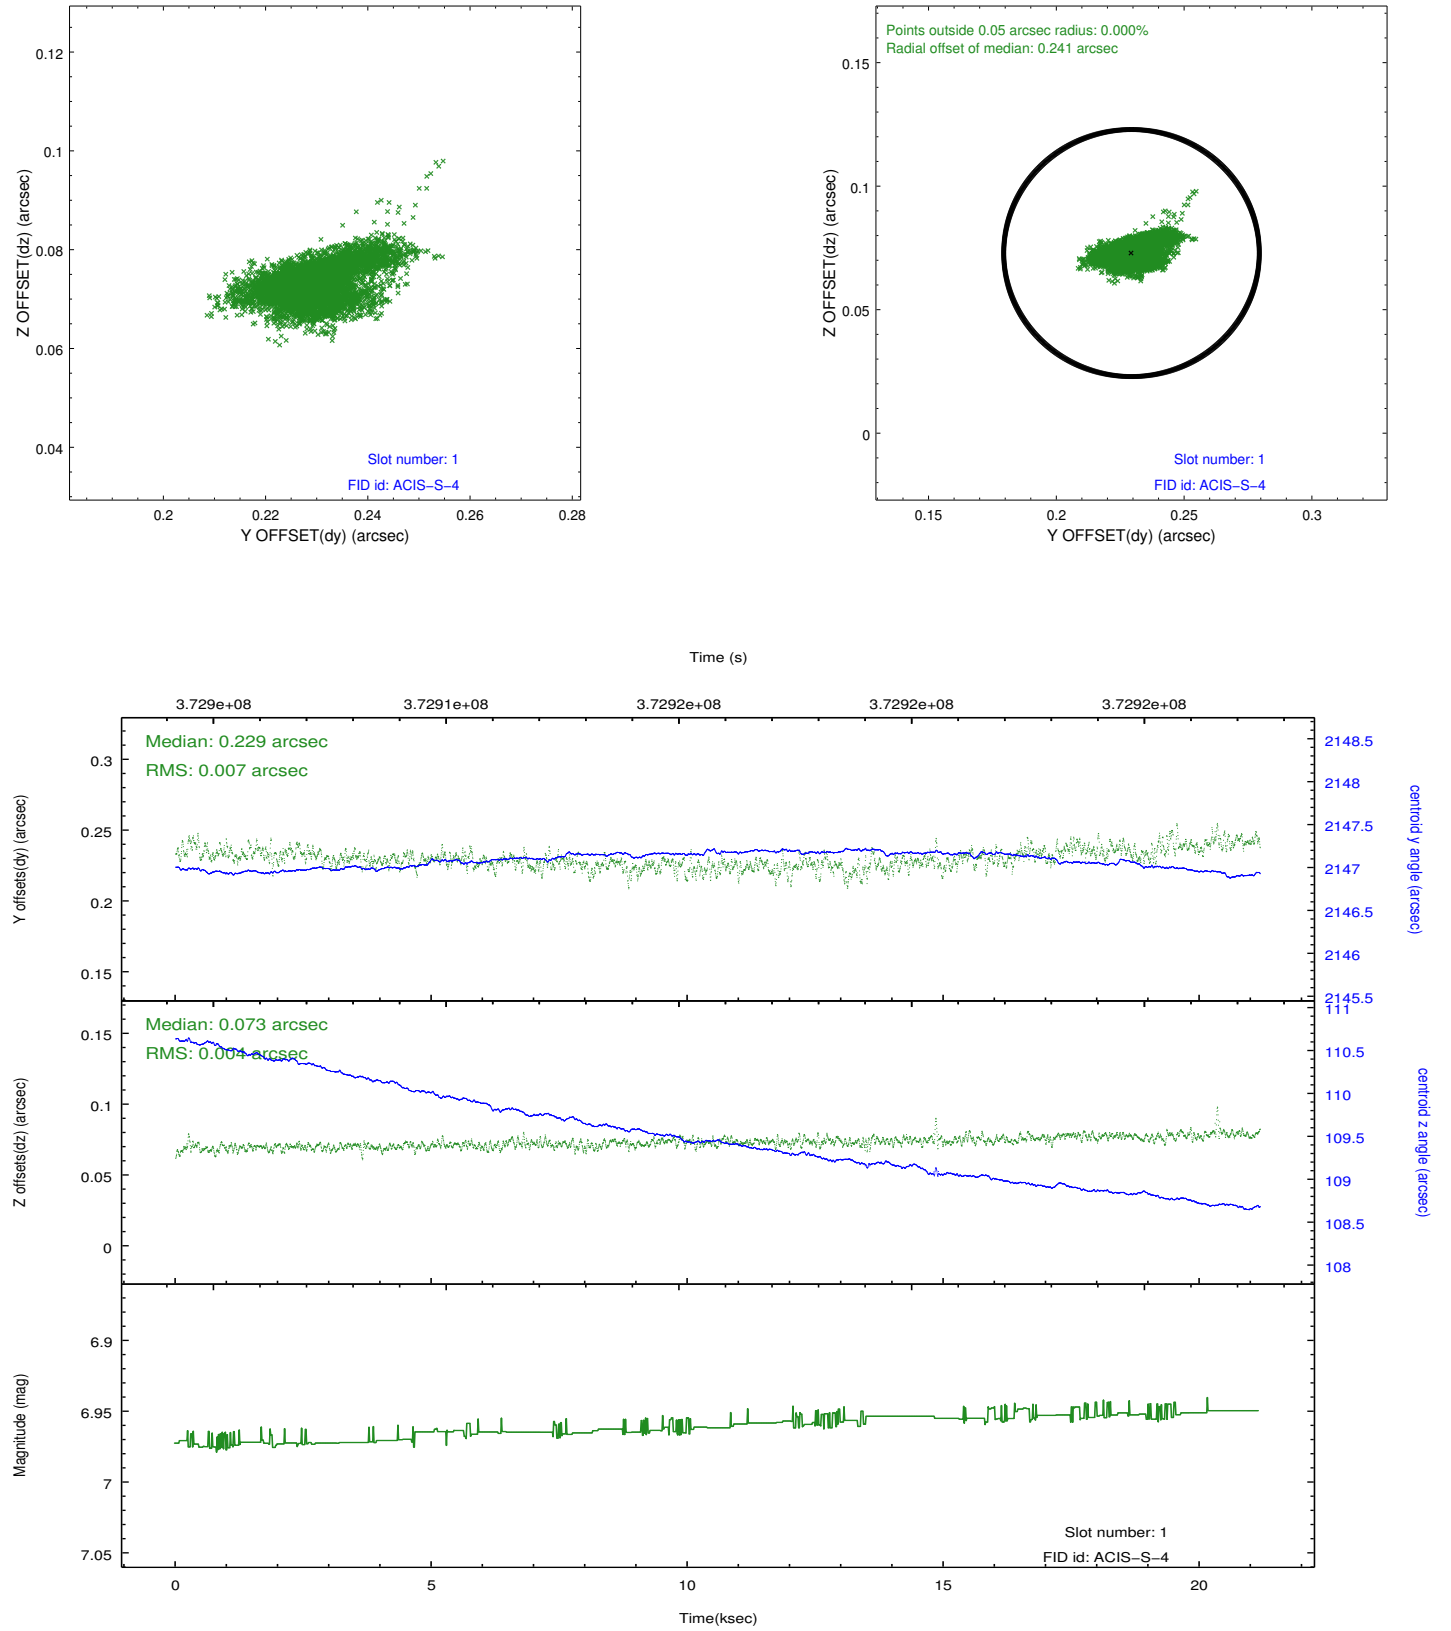 0.12
0.1
0.08
0.06
0.04
Z OFFSET(dz) (arcsec)
Slot number: 1
FID id: ACIS−S−4
0.2
0.22
0.24
0.26
0.28
Y OFFSET(dy) (arcsec)
Points outside 0.05 arcsec radius: 0.000%
Radial offset of median: 0.241 arcsec
0.15
0.1
0.05
0
Z OFFSET(dz) (arcsec)
Slot number: 1
FID id: ACIS−S−4
0.15
0.2
0.25
0.3
Y OFFSET(dy) (arcsec)
Time (s)
3.729e+08
3.7291e+08
3.7292e+08
3.7292e+08
3.7292e+08
Median: 0.229 arcsec
RMS: 0.007 arcsec
0.3
0.25
0.2
0.15
Y offsets(dy) (arcsec)
2148.5
2148
2147.5
2147
2146.5
2146
2145.5
centroid y angle (arcsec)
Median: 0.073 arcsec
RMS: 0.004 arcsec
0.15
0.1
0.05
0
Z offsets(dz) (arcsec)
111
110.5
110
109.5
109
108.5
108
centroid z angle (arcsec)
6.9
6.95
7
7.05
Magnitude (mag)
Slot number: 1
FID id: ACIS−S−4
0
5
10
15
20
Time(ksec)